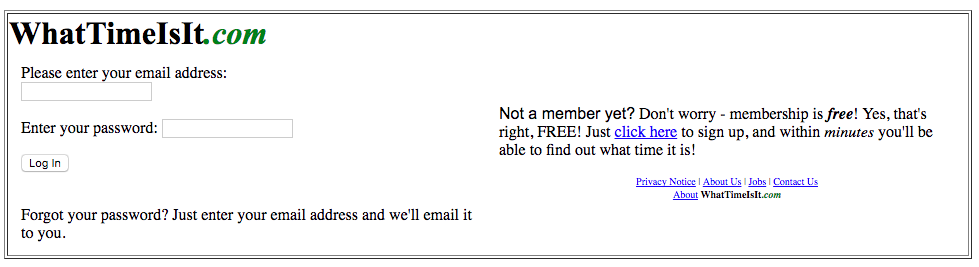 WhatTimeIsIt.com
Please enter your email address:
Enter your password:
Log In
Forgot your password? Just enter your email address and we'll email it
to you.
Not a member yet? Don't worry - membership is free! Yes, that's
right, FREE! Just click here to sign up, and within minutes you'll be
able to find out what time it is!
Privacy Notice | About Us | Jobs | Contact Us
About WhatTimeIsIt.com